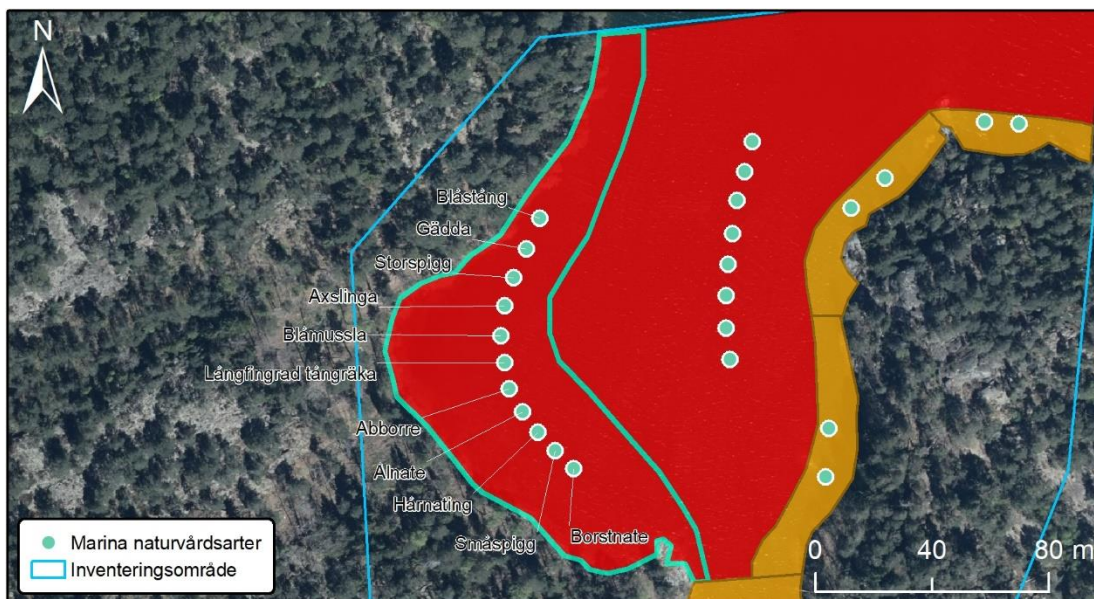 N
Blåstång
Gädda
Storspigg
Axslinga
Blåmussla
Långfingrad tångräka
Abborre
Ålnate
Hårnating
Småspigg
Borstnate
Marina naturvårdsarter
Inventeringsområde
0 40 80 m